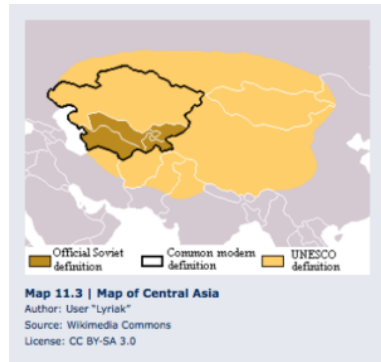 Official Soviet
definition
Common modern
definition
UNESCO
definition
Map 11.3 | Map of Central Asia
Author: User “Lyriak”
Source: Wikimedia Commons
License: CC BY-SA 3.0